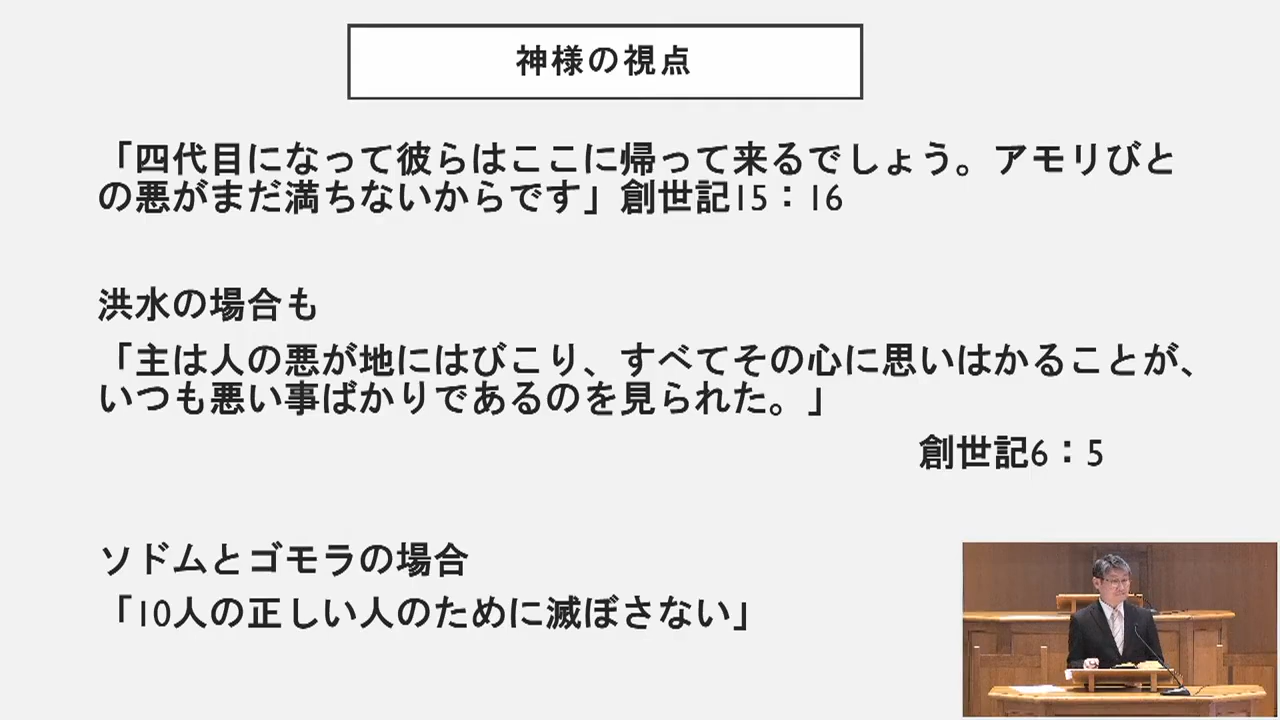 神様の視点
「四代目になって彼らはここに帰って来るでしょう。アモリびと
の悪がまだ満ちないからです」創世記15：16
洪水の場合も
「主は人の悪が地にはびこり、すべてその心に思いはかることが、
いつも悪い事ばかりであるのを見られた。」
創世記6：5
ソドムとゴモラの場合
「10人の正しい人のために滅ぼさない」